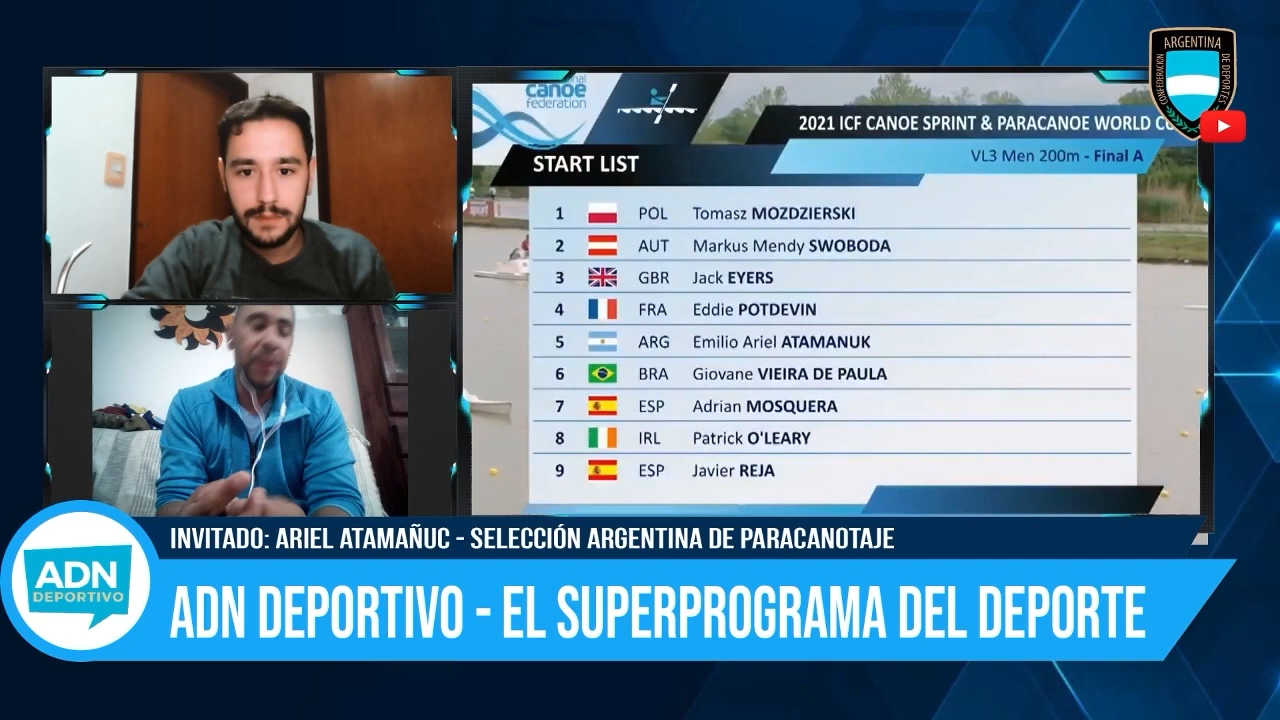 ARGENTINA
CONFEDERACIÓN
DE DEPORTES
canoe
federation
2021 ICF CANOE SPRINT & PARACANOE WORLD
VL3 Men 200m - Final A
START LIST
1 POL Tomasz MOZDZIERSKI
2 AUT Markus Mendy SWOBODA
3 GBR Jack EYERS
4 FRA Eddie POTDEVIN
5 ARG Emilio Ariel ATAMANUK
6 BRA Giovane VIEIRA DE PAULA
7 ESP Adrian MOSQUERA
8 IRL Patrick O'LEARY
9 ESP Javier REJA
INVITADO: ARIEL ATAMAÑUC - SELECCIÓN ARGENTINA DE PARACANOTAJE
ADN
DEPORTIVO
ADN DEPORTIVO - EL SUPERPROGRAMA DEL DEPORTE